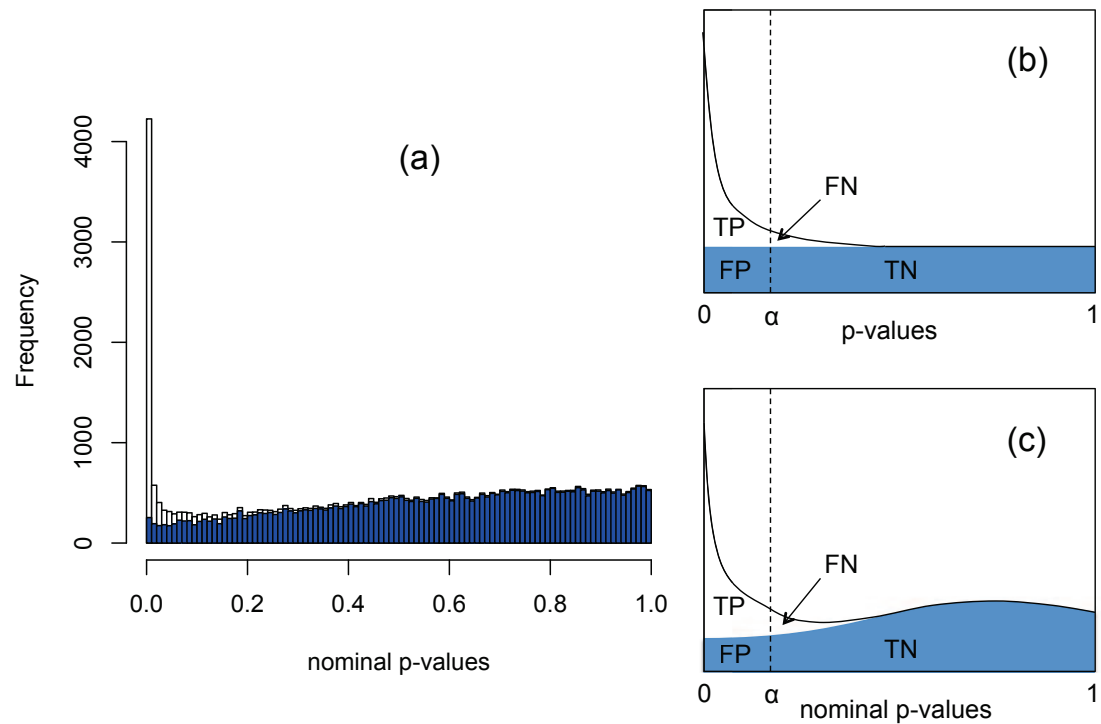 (a)
Frequency
4000
3000
2000
1000
0
0.0 0.2 0.4 0.6 0.8 1.0
nominal p-values
(b)
FN
TP
FP TN
0 α 1
p-values
(c)
FN
TP
FP TN
0 α 1
nominal p-values